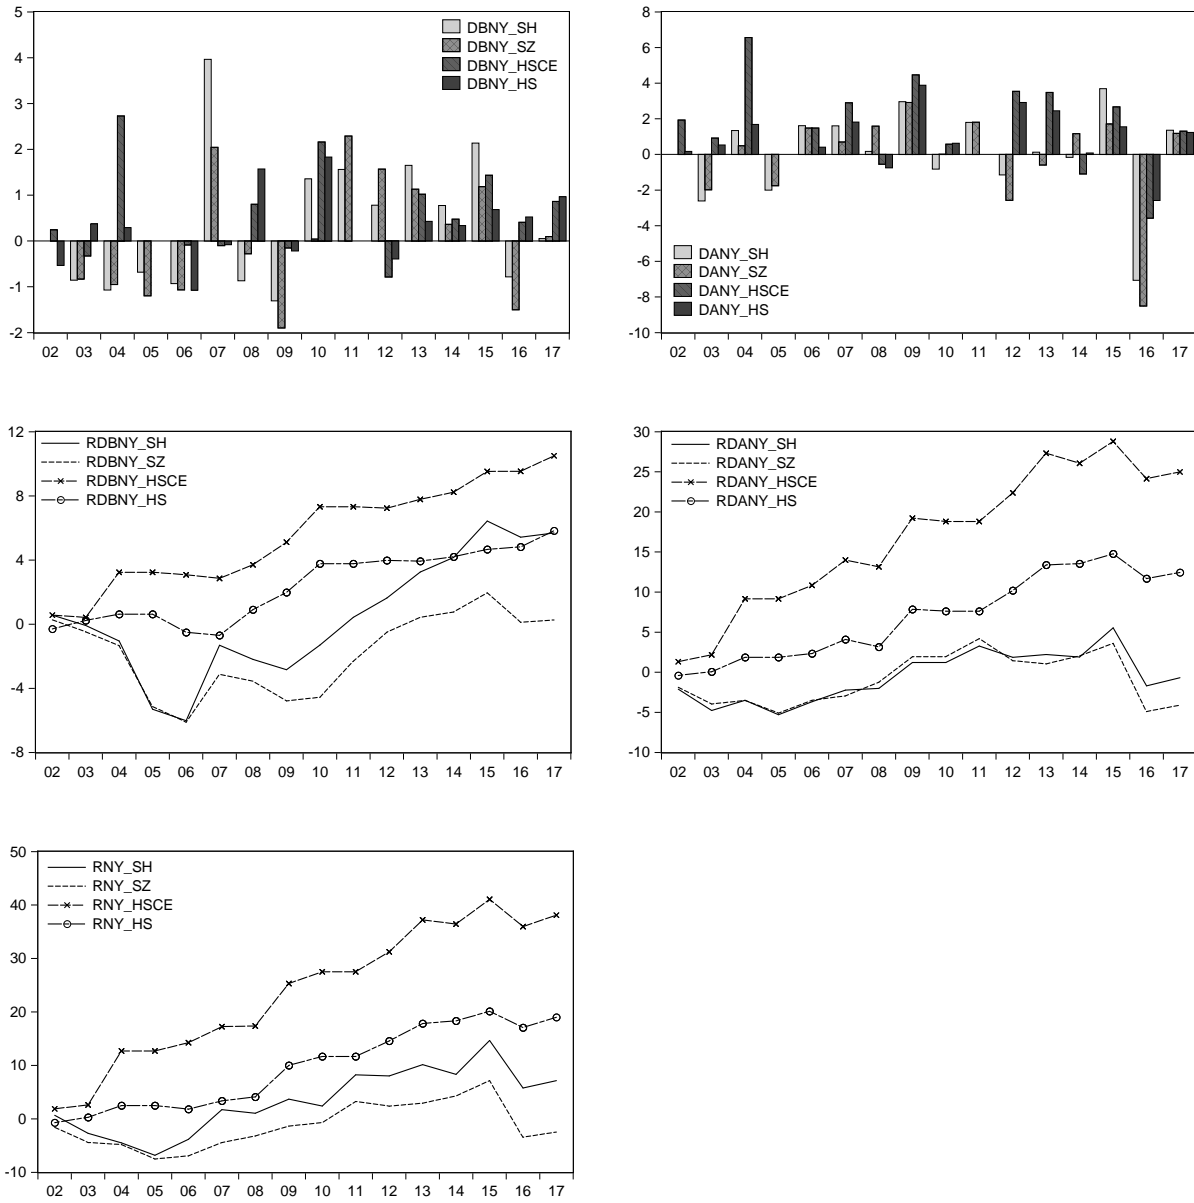 5
4
3
2
1
0
-1
-2
DBNY_SH
DBNY_SZ
DBNY_HSCE
DBNY_HS
02 03 04 05 06 07 08 09 10 11 12 13 14 15 16 17
8
6
4
2
0
-2
-4
-6
-8
-10
DANY_SH
DANY_SZ
DANY_HSCE
DANY_HS
02 03 04 05 06 07 08 09 10 11 12 13 14 15 16 17
12
8
4
0
-4
-8
RDBNY_SH
RDBNY_SZ
RDBNY_HSCE
RDBNY_HS
02 03 04 05 06 07 08 09 10 11 12 13 14 15 16 17
30
25
20
15
10
5
0
-5
-10
RDANY_SH
RDANY_SZ
RDANY_HSCE
RDANY_HS
02 03 04 05 06 07 08 09 10 11 12 13 14 15 16 17
50
40
30
20
10
0
-10
RNY_SH
RNY_SZ
RNY_HSCE
RNY_HS
02 03 04 05 06 07 08 09 10 11 12 13 14 15 16 17